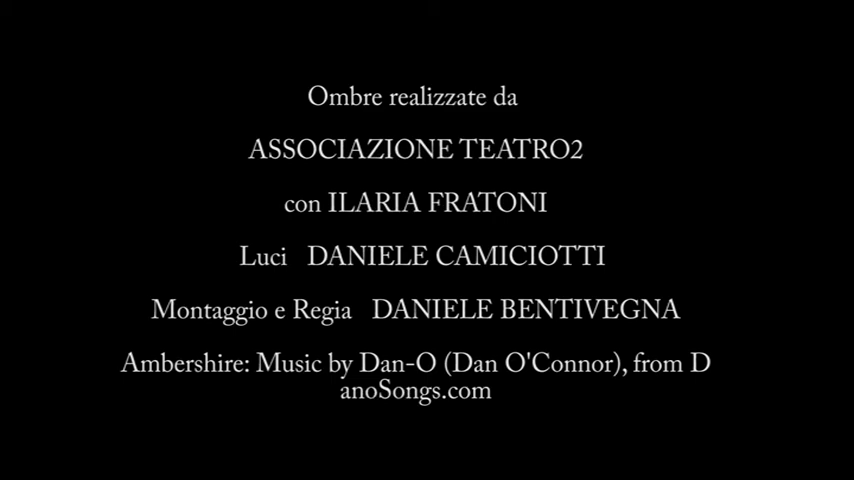 Ombre realizzate da
ASSOCIAZIONE TEATRO2
con ILARIA FRATONI
Luci DANIELE CAMICIOTTI
Montaggio e Regia DANIELE BENTIVEGNA
Ambershire: Music by Dan-O (Dan O'Connor), from D
anoSongs.com